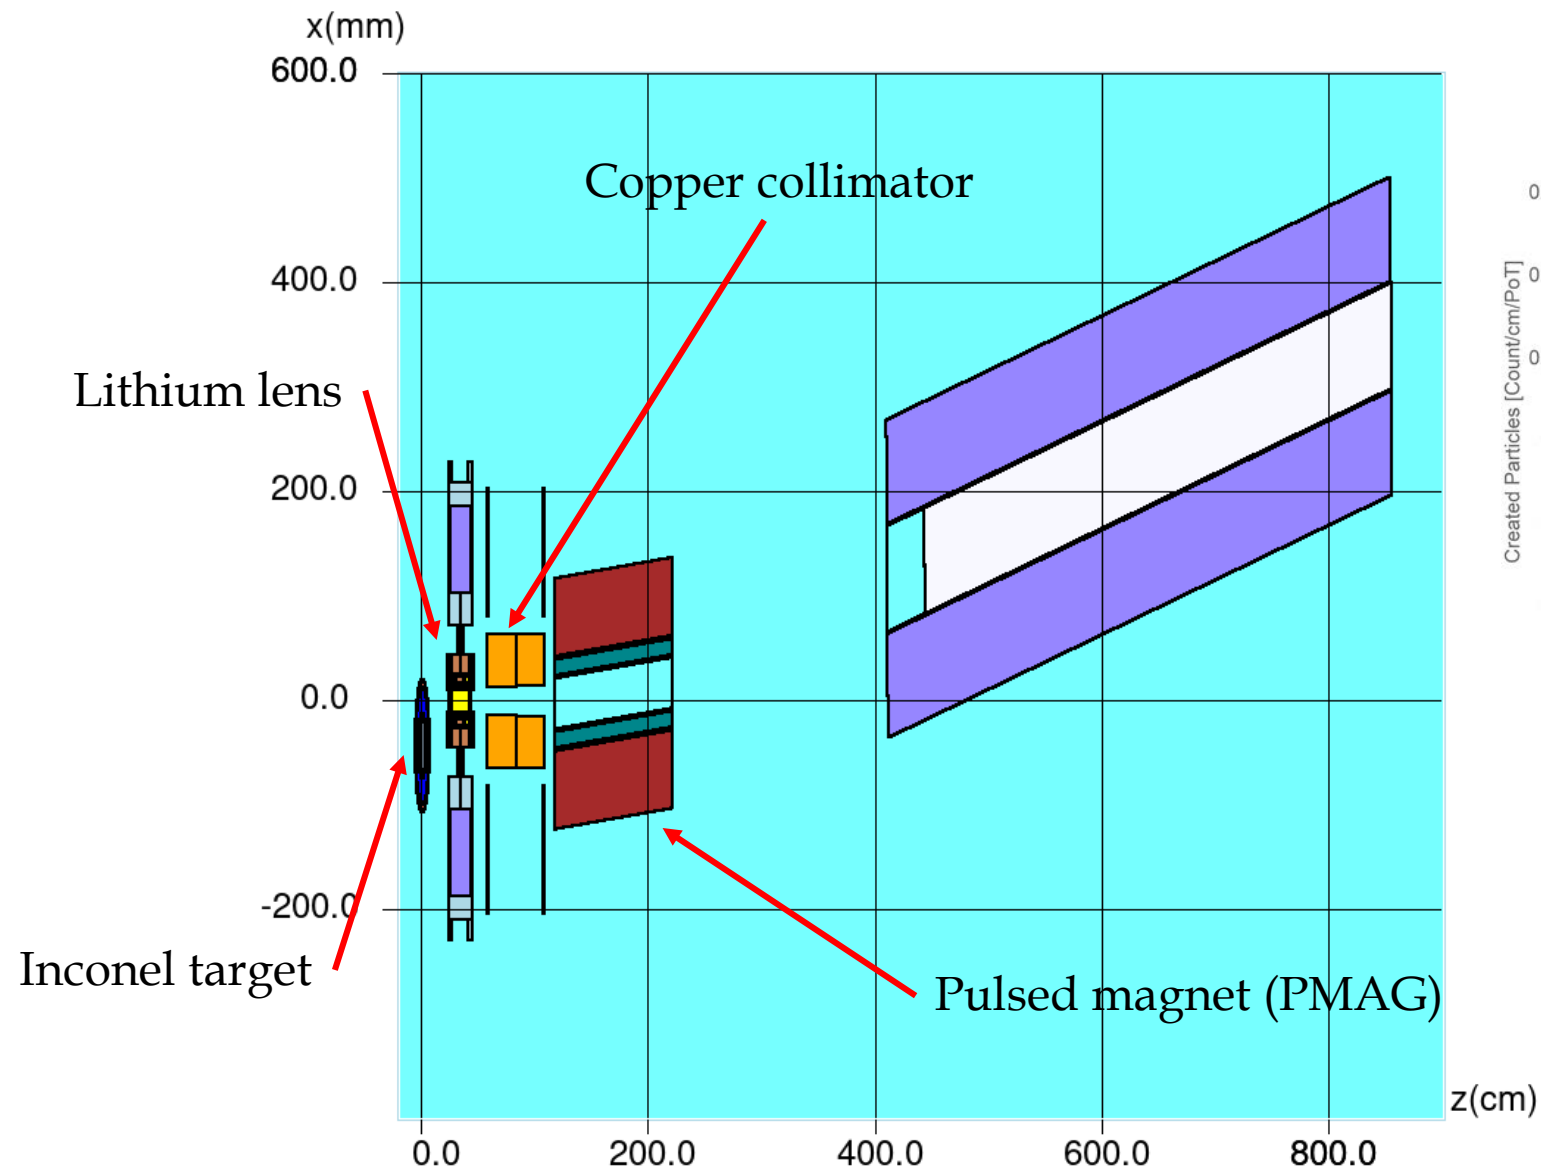 x(mm)
600.0
Copper collimator
400.0
Lithium lens
200.0
0.0
-200.0
Inconel target
Pulsed magnet (PMAG)
z(cm)
0.0 200.0 400.0 600.0 800.0
Created Particles [Count/cm/PoT]
0
0
0